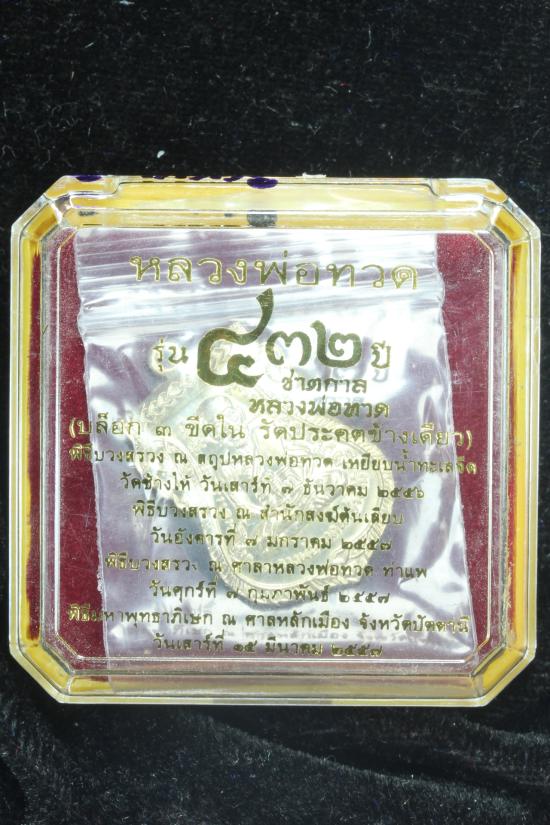 หลวงพ่อทวด
รุ่น ๔๓๒ ปี
ชาตกาล
หลวงพ่อทวด
(บล็อก ๓ ขีดใน รัดประคตข้างเดียว)
พิธีบวงสรวง ณ สถูปหลวงพ่อทวด เหยียบน้ำทะเลจืด
วัดช้างให้ วันเสาร์ที่ ๗ ธันวาคม ๒๕๕๖
พิธีบวงสรวง ณ สำนักสงฆ์ต้นเลียบ
วันอังคารที่ ๗ มกราคม ๒๕๕๗
พิธีบวงสรวง ณ ศาลาหลวงพ่อทวด ท่าแพ
วันศุกร์ที่ ๗ กุมภาพันธ์ ๒๕๕๗
พิธีมหาพุทธาภิเษก ณ ศาลหลักเมือง จังหวัดปัตตานี
วันเสาร์ที่ ๑๕ มีนาคม ๒๕๕๗